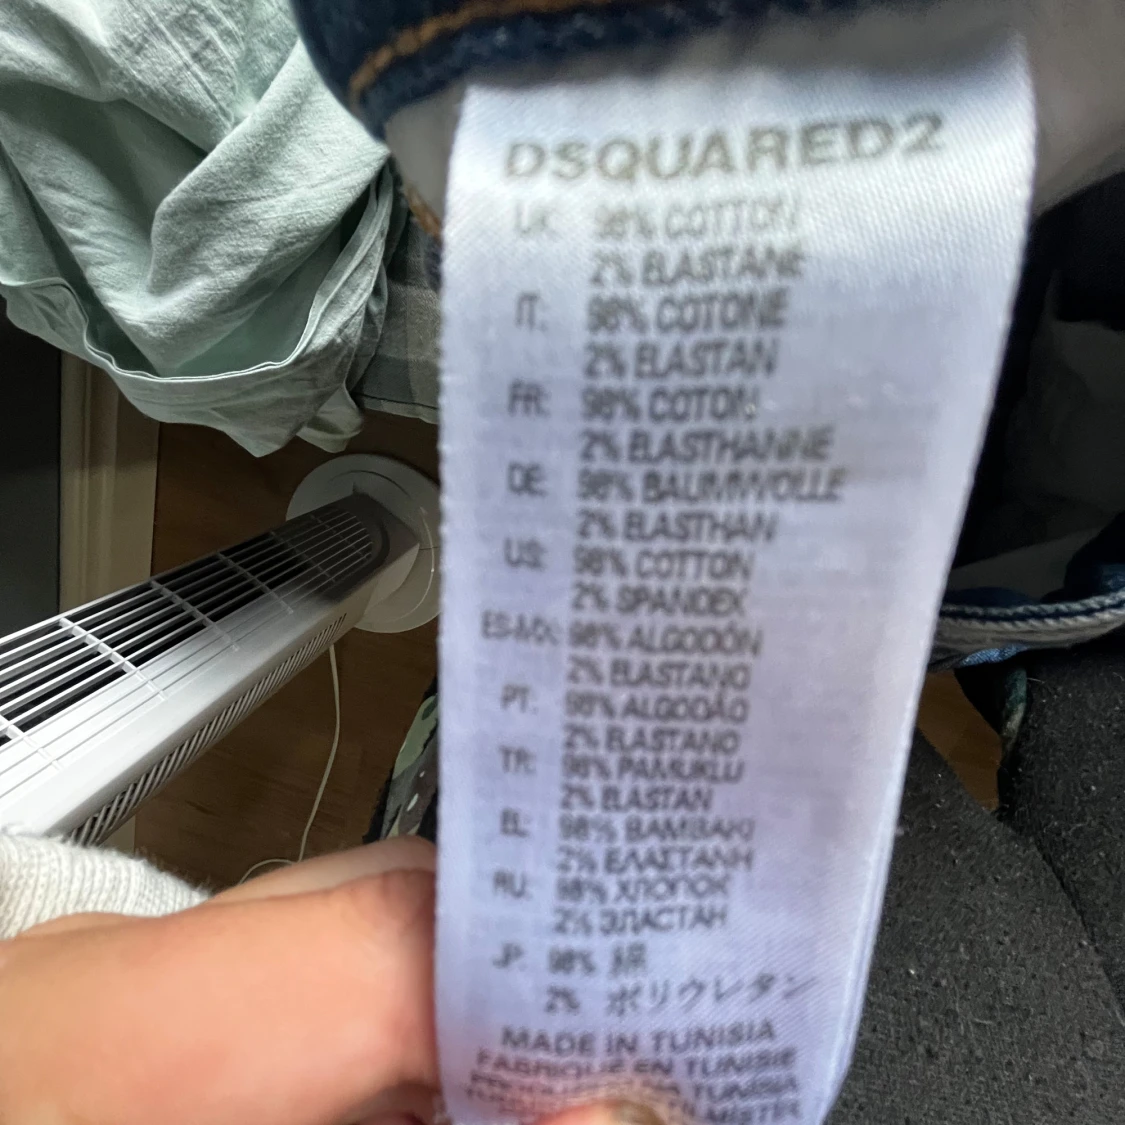 DSQUARED2
UK: 98% COTTON
2% ELASTANE
IT: 98% COTONE
2% ELASTAN
FR: 98% COTON
2% ELASTHANNE
DE: 98% BAUMWOLLE
2% ELASTHAN
US: 98% COTTON
2% SPANDEX
ES-MX: 98% ALGODÓN
2% ELASTANO
PT: 98% ALGODÃO
2% ELASTANO
TR: 98% PAMUKLU
2% ELASTAN
EL: 98% BAMBAKI
2% ΕΛΑΣΤΑΝΗ
RU: 98% ХЛОПОК
2% ЭЛАСТАН
JP: 98% 綿
2% ポリウレタン
MADE IN TUNISIA
FABRIQUÉ EN TUNISIE
TUNISIA